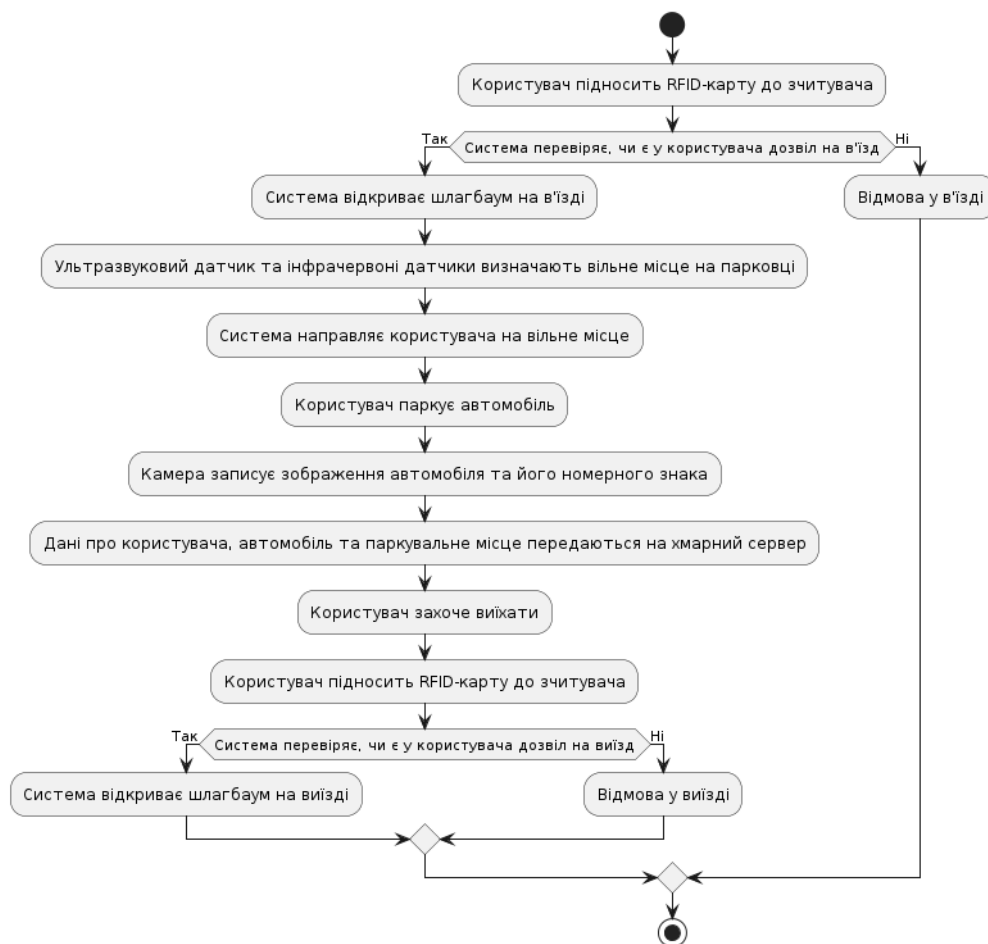 Користувач підносить RFID-карту до зчитувача
Так
Система перевіряє, чи є у користувача дозвіл на в'їзд
Ні
Система відкриває шлагбаум на в'їзді
Відмова у в'їзді
Ультразвуковий датчик та інфрачервоні датчики визначають вільне місце на парковці
Система направляє користувача на вільне місце
Користувач паркує автомобіль
Камера записує зображення автомобіля та його номерного знака
Дані про користувача, автомобіль та паркувальне місце передаються на хмарний сервер
Користувач захоче виїхати
Користувач підносить RFID-карту до зчитувача
Так
Система перевіряє, чи є у користувача дозвіл на виїзд
Ні
Система відкриває шлагбаум на виїзді
Відмова у виїзді